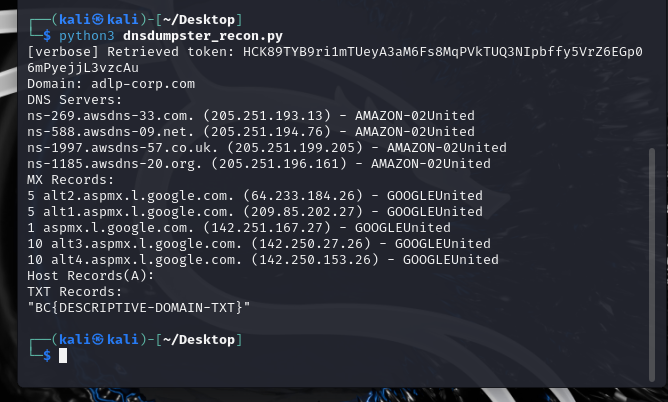 ┌──(kali㉿kali)-[~/Desktop]
└─$ python3 dnsdumpster_recon.py
[verbose] Retrieved token: HCK89TYB9ri1mTUeyA3aM6Fs8MqPVkTUQ3NIpbffy5VrZ6EGp0
6mPyejjL3vzcAu
Domain: adlp-corp.com
DNS Servers:
ns-269.awsdns-33.com. (205.251.193.13) - AMAZON-02United
ns-588.awsdns-09.net. (205.251.194.76) - AMAZON-02United
ns-1997.awsdns-57.co.uk. (205.251.199.205) - AMAZON-02United
ns-1185.awsdns-20.org. (205.251.196.161) - AMAZON-02United
MX Records:
5 alt2.aspmx.l.google.com. (64.233.184.26) - GOOGLEUnited
5 alt1.aspmx.l.google.com. (209.85.202.27) - GOOGLEUnited
1 aspmx.l.google.com. (142.251.167.27) - GOOGLEUnited
10 alt3.aspmx.l.google.com. (142.250.27.26) - GOOGLEUnited
10 alt4.aspmx.l.google.com. (142.250.153.26) - GOOGLEUnited
Host Records(A):
TXT Records:
"BC{DESCRIPTIVE-DOMAIN-TXT}"
┌──(kali㉿kali)-[~/Desktop]
└─$